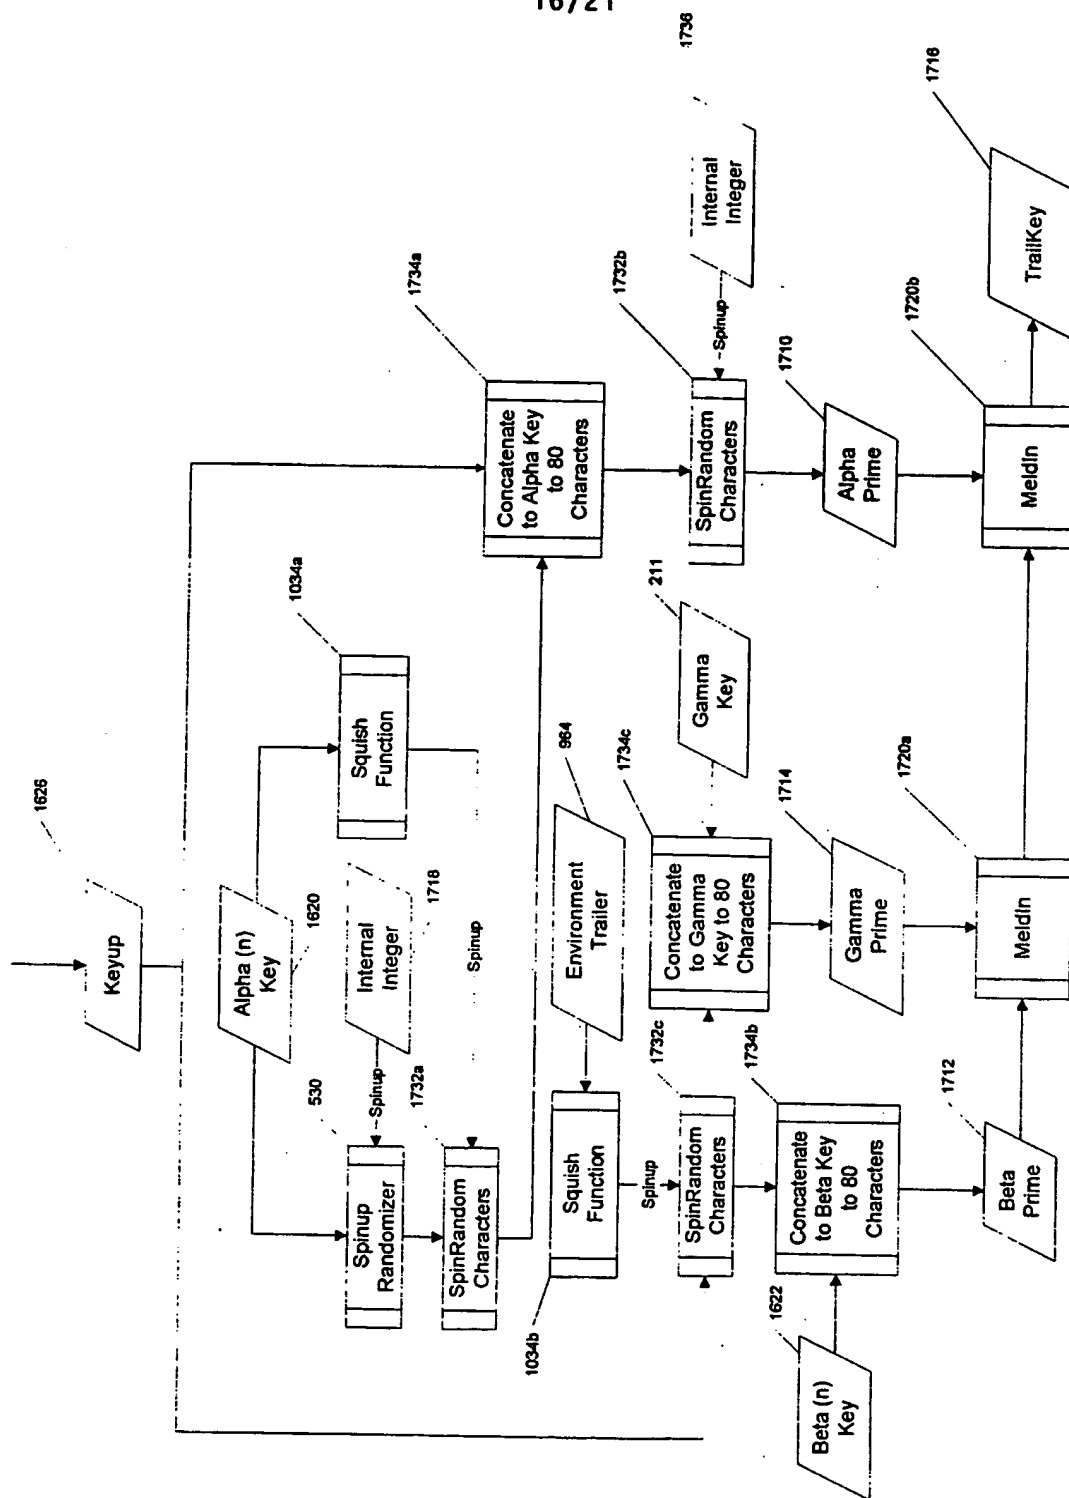 16/21
1626
Keyup
1034a
Squish
Function
Alpha (n)
Key
1620
Internal
Integer
1718
Spinup
530
Spinup
Randomizer
1732a
SpinRandom
Characters
Spinup
1734a
Concatenate
to Alpha Key
to 80
Characters
1736
Internal
Integer
Spinup
1732b
SpinRandom
Characters
1710
Alpha
Prime
1716
TrailKey
1720b
MeldIn
211
Gamma
Key
964
Environment
Trailer
1734c
Concatenate
to Gamma
Key to 80
Characters
1714
Gamma
Prime
1720a
MeldIn
1034b
Squish
Function
Spinup
1732c
SpinRandom
Characters
1734b
Concatenate
to Beta Key
to 80
Characters
1712
Beta
Prime
1622
Beta (n)
Key